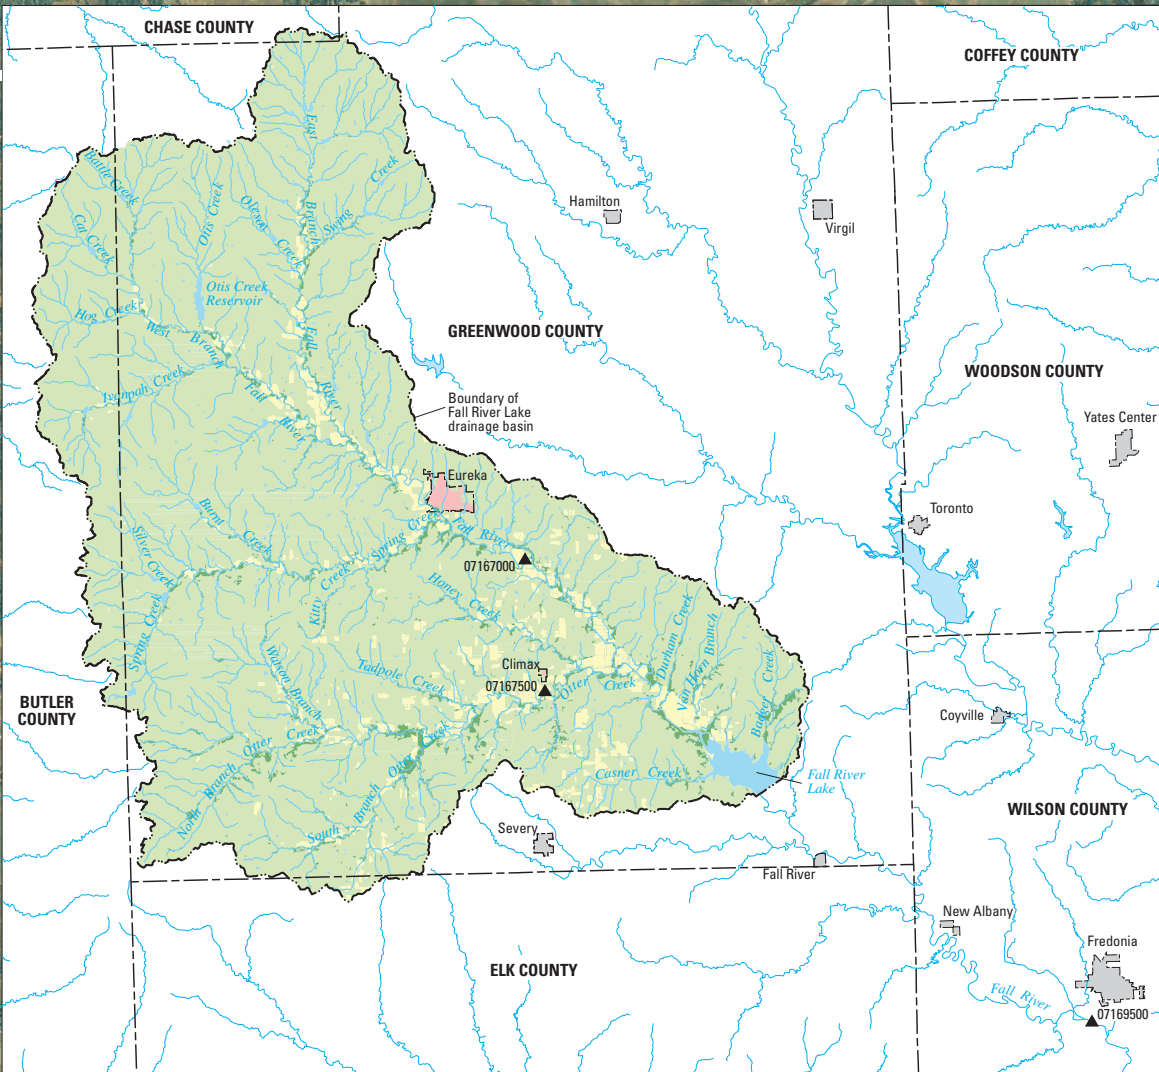 CHASE COUNTY
COFFEY COUNTY
East
Branch
Fall
River
Battle Creek
Cat Creek
Otis Creek
Oleson
Creek
Spring
Creek
Hamilton
Virgil
Otis Creek
Reservoir
Hog Creek
West
Branch
Fall
River
GREENWOOD COUNTY
WOODSON COUNTY
Ivanpah Creek
Boundary of
Fall River Lake
drainage basin
Yates Center
Eureka
Toronto
Burnt
Creek
Silver Creek
Spring Creek
Fall River
07167000
Kitty Creek
Honey Creek
Spring Creek
Watson Branch
Tadpole Creek
Climax
07167500
Otter Creek
Durham Creek
Van Horn Branch
Badger Creek
BUTLER
COUNTY
Coyville
North Branch
Otter Creek
Otter Creek
South Branch
Casner Creek
Fall River
Lake
WILSON COUNTY
Severy
Fall River
New Albany
Fredonia
ELK COUNTY
Fall River
07169500